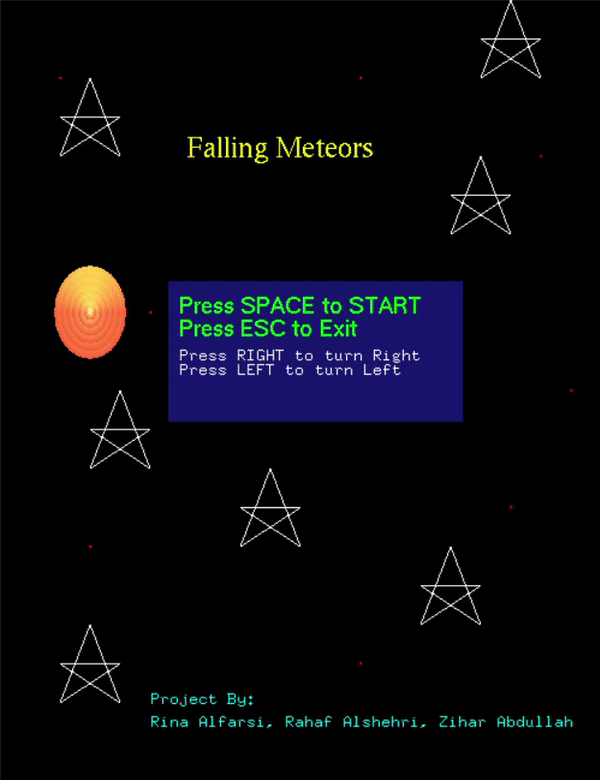 Falling Meteors
Press SPACE to START
Press ESC to Exit
Press RIGHT to turn Right
Press LEFT to turn Left
Project By:
Rina Alfarsi, Rahaf Alshehri, Zihar Abdullah